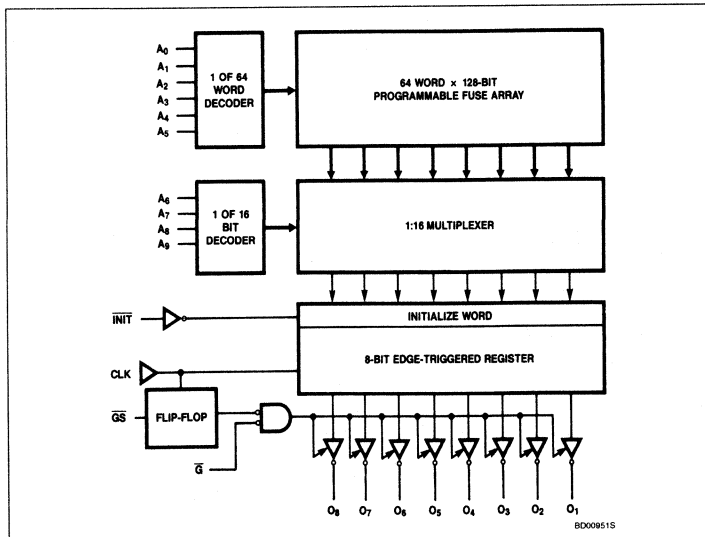 A0
A1
A2
A3
A4
A5
1 OF 64
WORD
DECODER
64 WORD × 128-BIT
PROGRAMMABLE FUSE ARRAY
A6
A7
A8
A9
1 OF 16
BIT
DECODER
1:16 MULTIPLEXER
INIT
INITIALIZE WORD
8-BIT EDGE-TRIGGERED REGISTER
CLK
GS
FLIP-FLOP
G
O8 O7 O6 O5 O4 O3 O2 O1
BD00951S